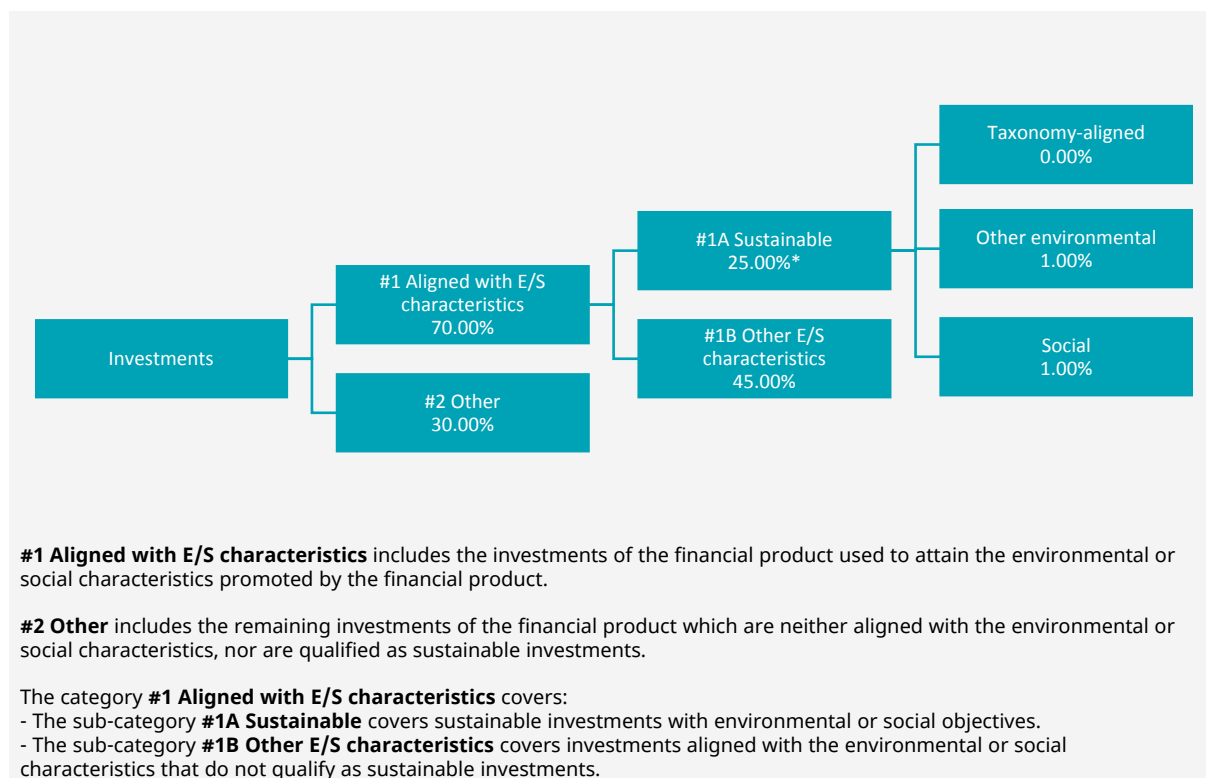 Investments
#1 Aligned with E/S
characteristics
70.00%
#2 Other
30.00%
#1A Sustainable
25.00%*
#1B Other E/S
characteristics
45.00%
Taxonomy-aligned
0.00%
Other environmental
1.00%
Social
1.00%
#1 Aligned with E/S characteristics includes the investments of the financial product used to attain the environmental or
social characteristics promoted by the financial product.
#2 Other includes the remaining investments of the financial product which are neither aligned with the environmental or
social characteristics, nor are qualified as sustainable investments.
The category #1 Aligned with E/S characteristics covers:
- The sub-category #1A Sustainable covers sustainable investments with environmental or social objectives.
- The sub-category #1B Other E/S characteristics covers investments aligned with the environmental or social
characteristics that do not qualify as sustainable investments.